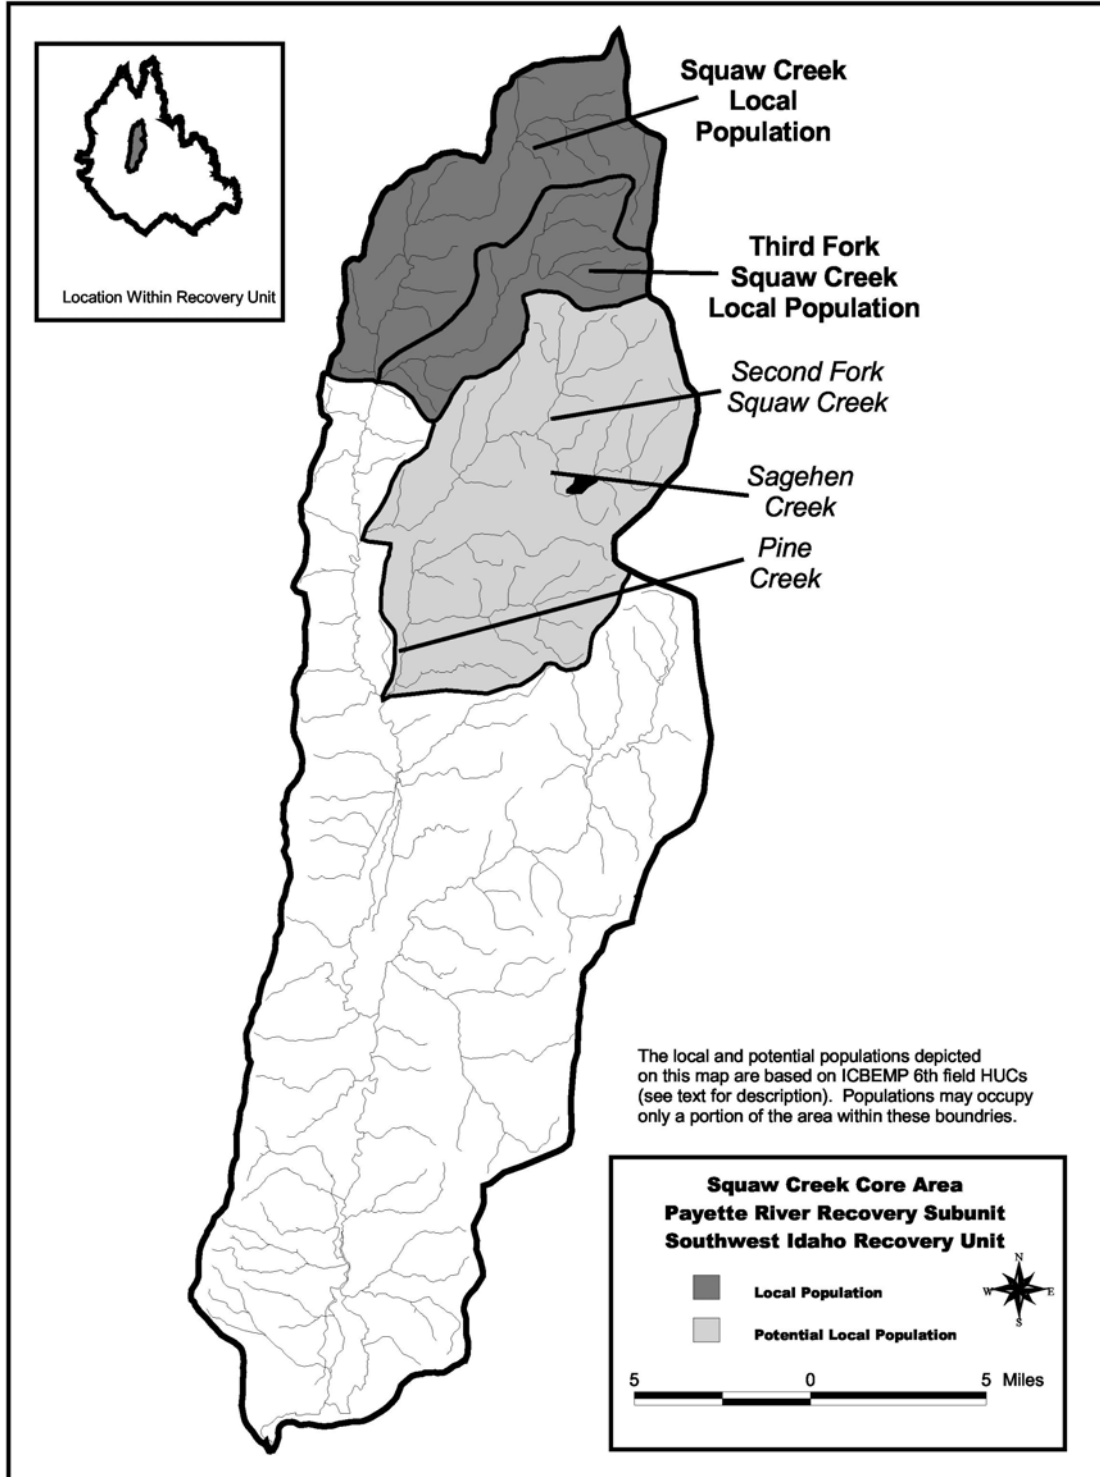 Location Within Recovery Unit
Squaw Creek
Local
Population
Third Fork
Squaw Creek
Local Population
Second Fork
Squaw Creek
Sagehen
Creek
Pine
Creek
The local and potential populations depicted
on this map are based on ICBEMP 6th field HUCs
(see text for description). Populations may occupy
only a portion of the area within these boundries.
Squaw Creek Core Area
Payette River Recovery Subunit
Southwest Idaho Recovery Unit
N
W E
S
Local Population
Potential Local Population
5 0 5 Miles